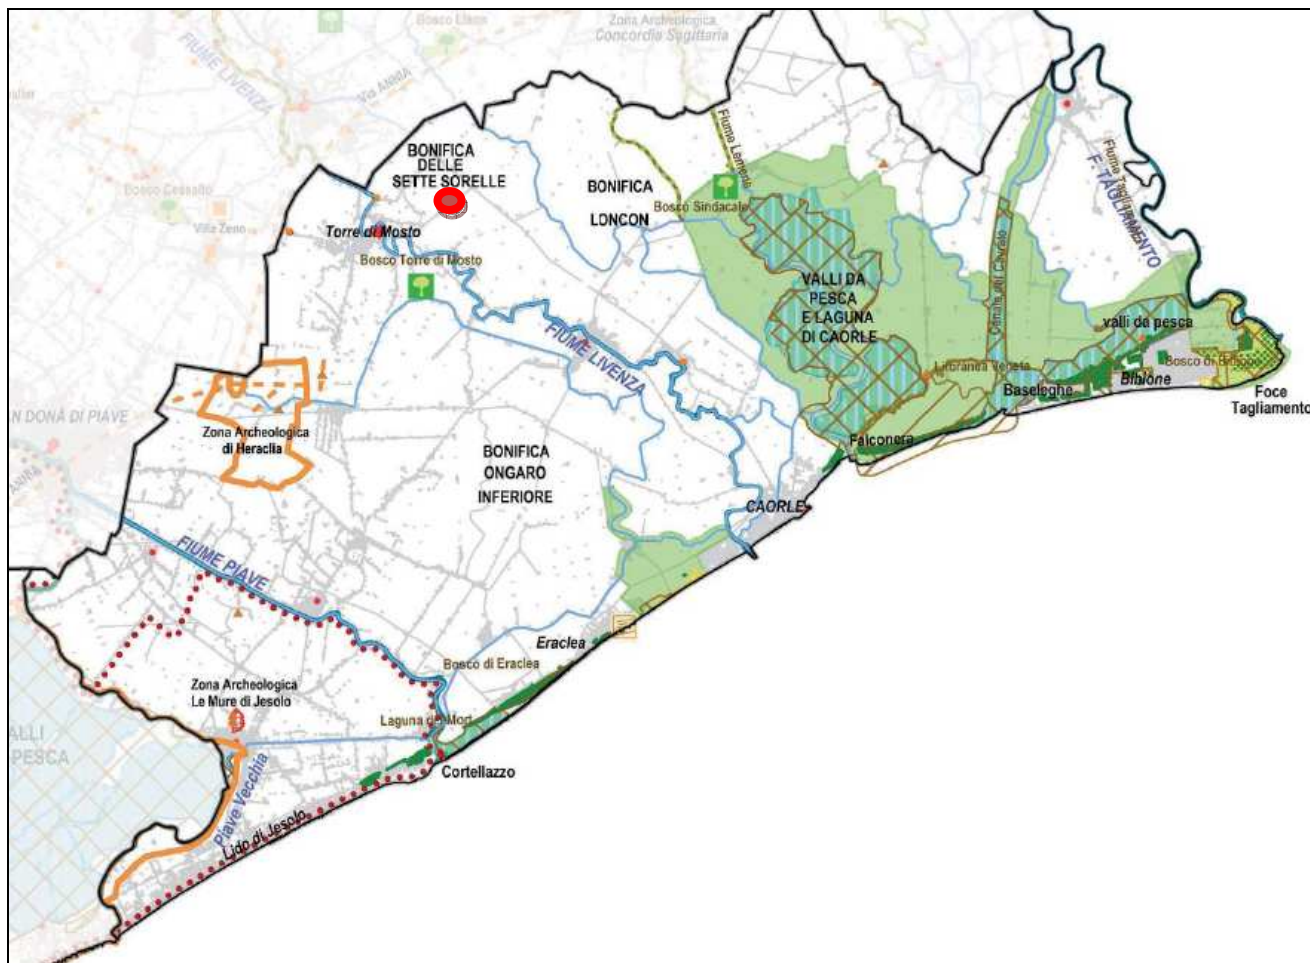 Bosco Lison
Zona Archeologica
Concordia Sagittaria
FIUME LIVENZA
Via ANNIA
BONIFICA
DELLE
SETTE SORELLE
Fiume Lemene
BONIFICA
LONCON
Bosco Cessalto
Bosco Sindacale
Villa Zeno
Torre di Mosto
Bosco Torre di Mosto
F. TAGLIAMENTO
VALLI DA
PESCA
E LAGUNA
DI CAORLE
valli da pesca
FIUME LIVENZA
Litoranea Veneta
Baseleghe
Bibione
Foce
Tagliamento
N DONÀ DI PIAVE
Zona Archeologica
di Heraclia
Falconera
BONIFICA
ONGARO
INFERIORE
CAORLE
FIUME PIAVE
Eraclea
Bosco di Eraclea
Zona Archeologica
Le Mure di Jesolo
Laguna del Mort
ALLI
PESCA
Cortellazzo
Piave Vecchia
Lido di Jesolo